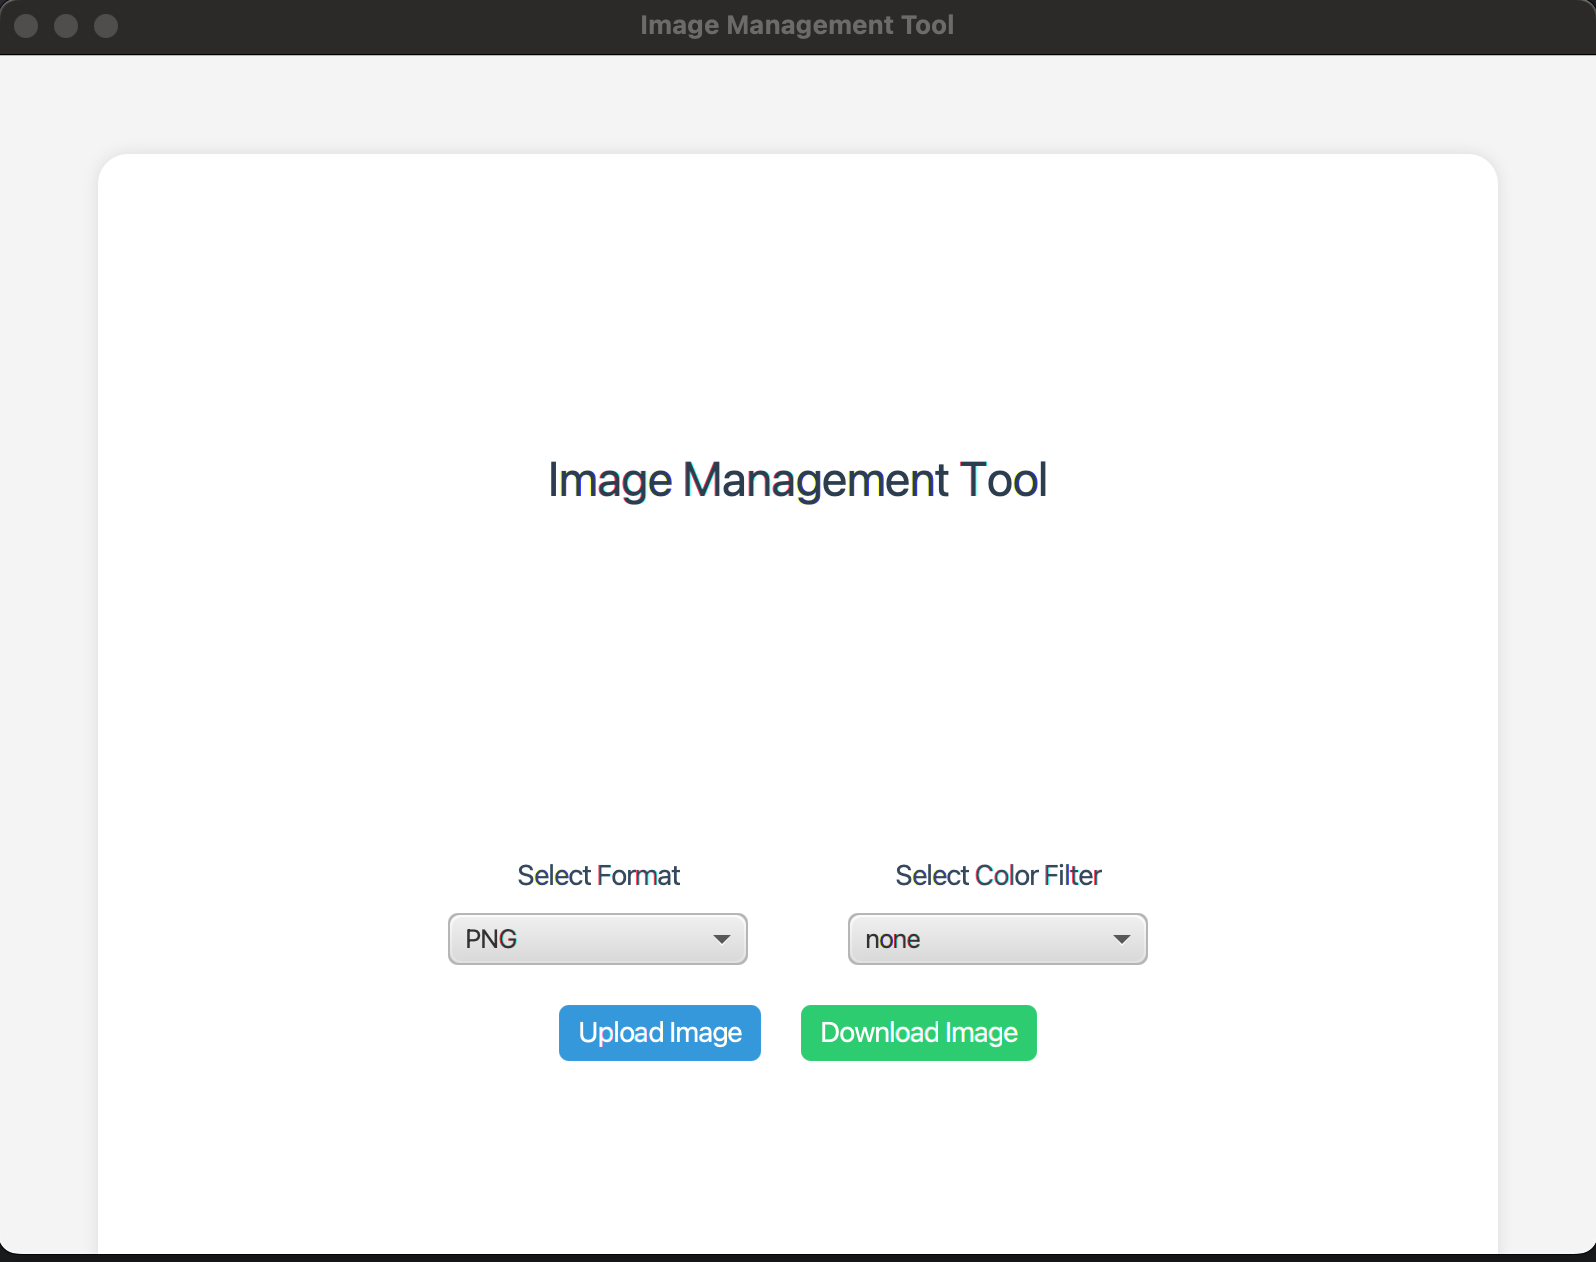 Image Management Tool
Image Management Tool
Select Format
Select Color Filter
PNG
none
Upload Image
Download Image